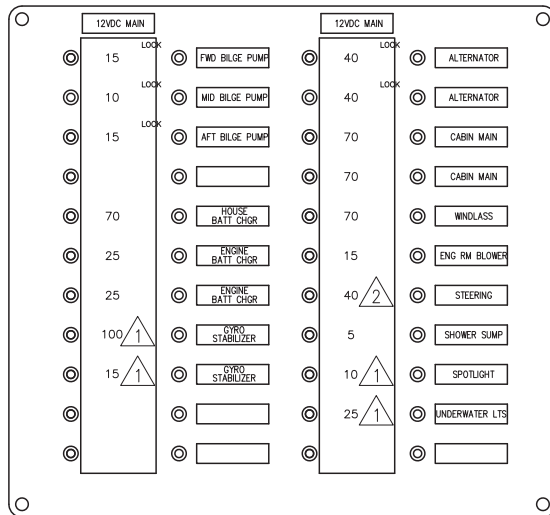 12VDC MAIN
LOCK
15 FWD BILGE PUMP
LOCK
10 MID BILGE PUMP
LOCK
15 AFT BILGE PUMP
70 HOUSE
BATT CHGR
25 ENGINE
BATT CHGR
25 ENGINE
BATT CHGR
100 1 GYRO
STABILIZER
15 1 GYRO
STABILIZER
12VDC MAIN
LOCK
40 ALTERNATOR
LOCK
40 ALTERNATOR
70 CABIN MAIN
70 CABIN MAIN
70 WINDLASS
15 ENG RM BLOWER
40 2 STEERING
5 SHOWER SUMP
10 1 SPOTLIGHT
25 1 UNDERWATER LTS